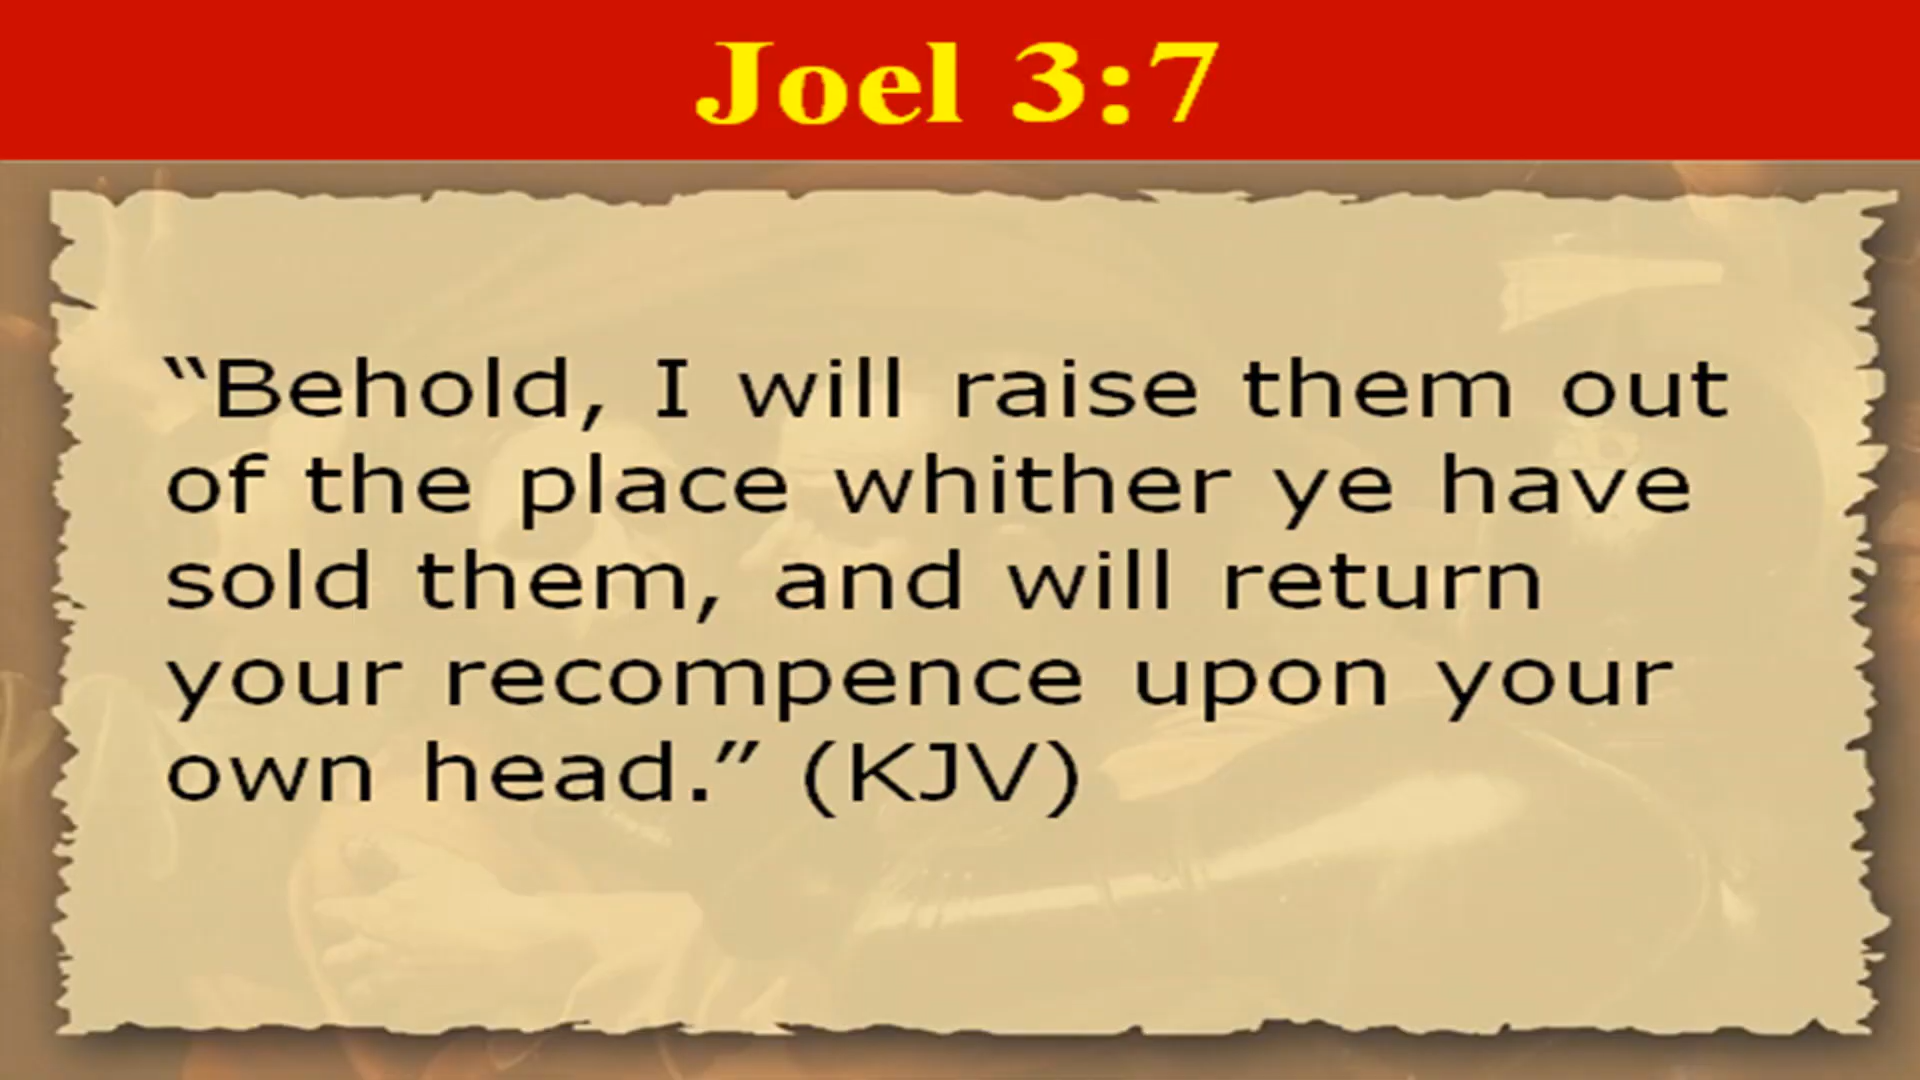 Joel 3:7
“Behold, I will raise them out
of the place whither ye have
sold them, and will return
your recompence upon your
own head.” (KJV)